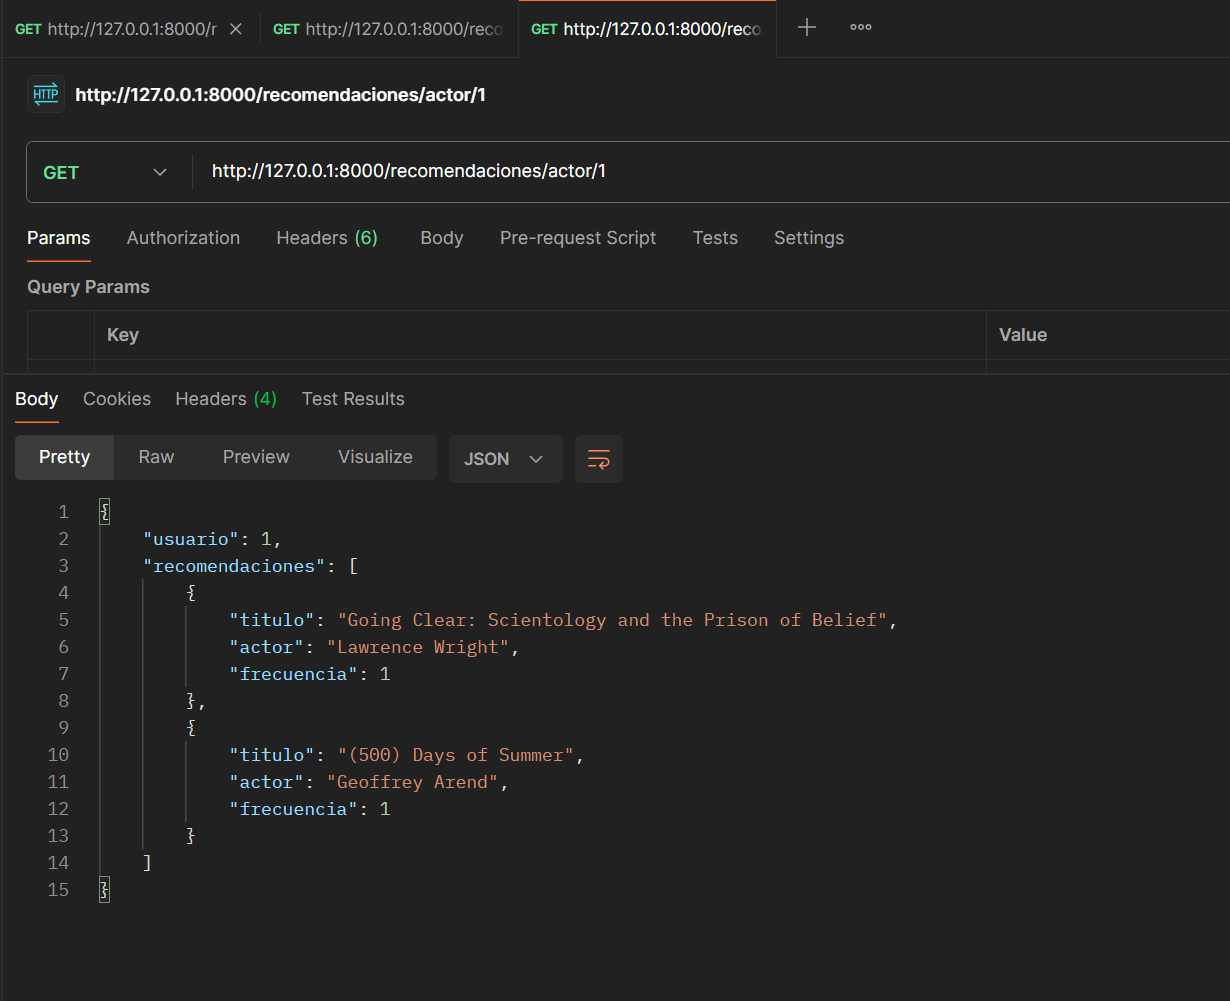 GET http://127.0.0.1:8000/r GET http://127.0.0.1:8000/reco GET http://127.0.0.1:8000/reco
HTTP http://127.0.0.1:8000/recomendaciones/actor/1
GET http://127.0.0.1:8000/recomendaciones/actor/1
Params Authorization Headers (6) Body Pre-request Script Tests Settings
Query Params
Key Value
Body Cookies Headers (4) Test Results
Pretty Raw Preview Visualize JSON
1 {
2 "usuario": 1,
3 "recomendaciones": [
4 {
5 "titulo": "Going Clear: Scientology and the Prison of Belief",
6 "actor": "Lawrence Wright",
7 "frecuencia": 1
8 },
9 {
10 "titulo": "(500) Days of Summer",
11 "actor": "Geoffrey Arend",
12 "frecuencia": 1
13 }
14 ]
15 }